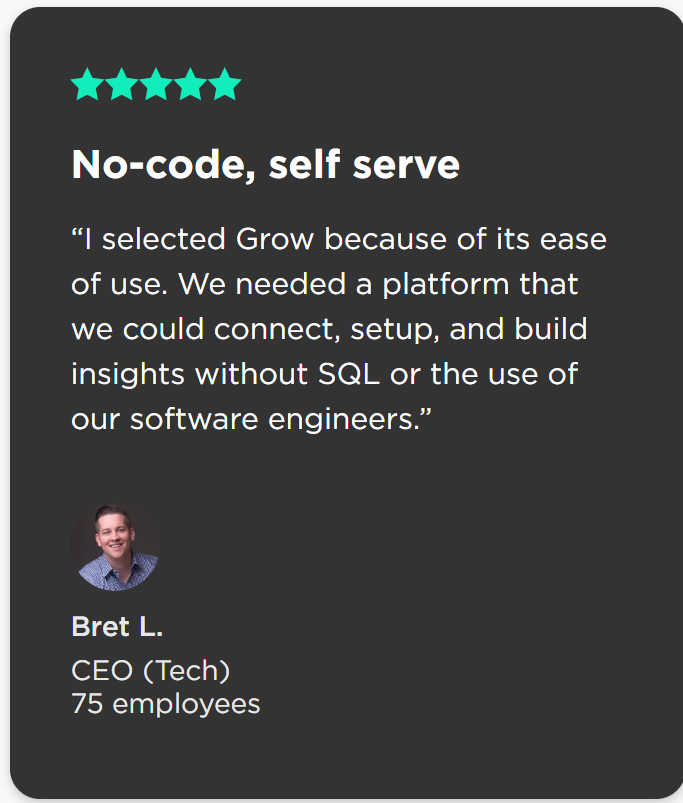 No-code, self serve
“I selected Grow because of its ease
of use. We needed a platform that
we could connect, setup, and build
insights without SQL or the use of
our software engineers.”
Bret L.
CEO (Tech)
75 employees